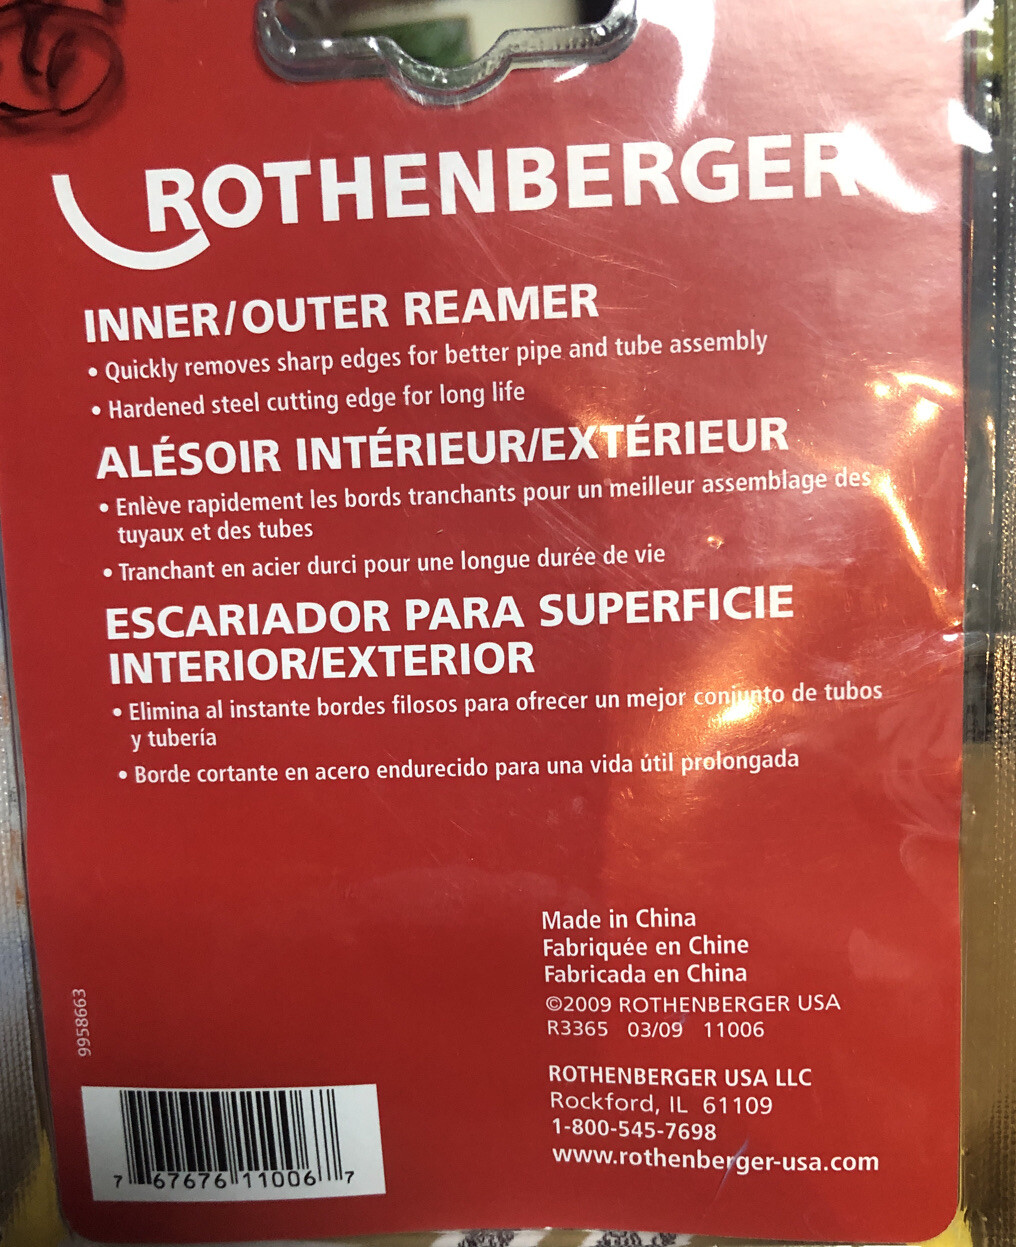 ROTHENBERGER
INNER/OUTER REAMER
• Quickly removes sharp edges for better pipe and tube assembly
• Hardened steel cutting edge for long life
ALÉSOIR INTÉRIEUR/EXTÉRIEUR
• Enlève rapidement les bords tranchants pour un meilleur assemblage des
tuyaux et des tubes
• Tranchant en acier durci pour une longue durée de vie
ESCARIADOR PARA SUPERFICIE
INTERIOR/EXTERIOR
• Elimina al instante bordes filosos para ofrecer un mejor conjunto de tubos
y tubería
• Borde cortante en acero endurecido para una vida útil prolongada
Made in China
Fabriquée en Chine
Fabricada en China
©2009 ROTHENBERGER USA
R3365 03/09 11006
ROTHENBERGER USA LLC
Rockford, IL 61109
1-800-545-7698
www.rothenberger-usa.com
9958663
7 67676 11006 7